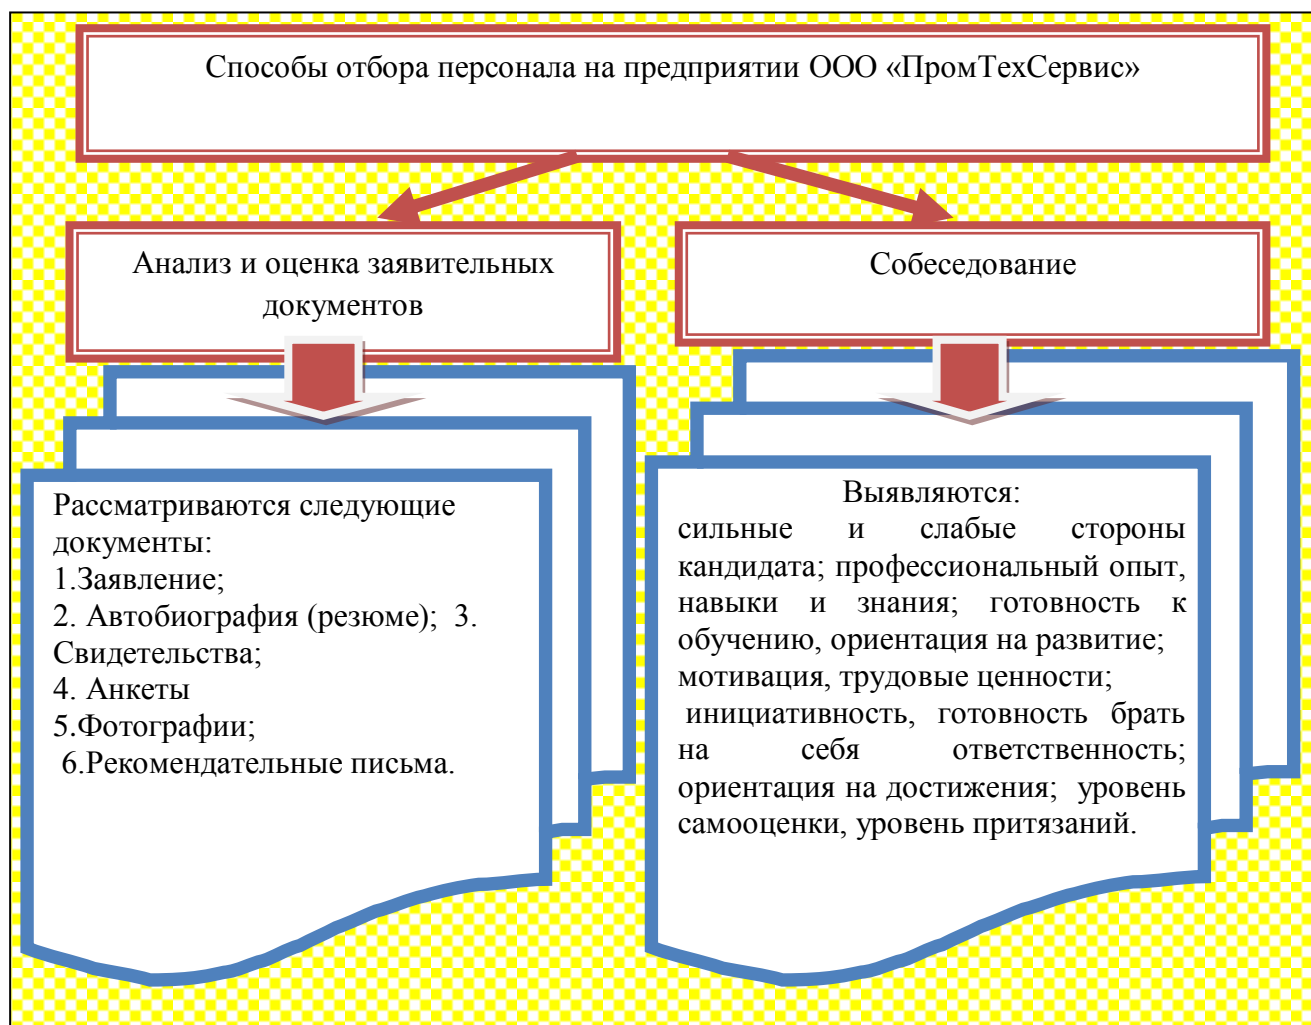 Способы отбора персонала на предприятии ООО «ПромТехСервис»
Анализ и оценка заявительных
документов
Собеседование
Рассматриваются следующие
документы:
1.Заявление;
2. Автобиография (резюме);  3.
Свидетельства;
4. Анкеты
5.Фотографии;
6.Рекомендательные письма.
Выявляются:
сильные и слабые стороны
кандидата; профессиональный опыт,
навыки и знания; готовность к
обучению, ориентация на развитие;
мотивация, трудовые ценности;
инициативность, готовность брать
на себя ответственность;
ориентация на достижения;  уровень
самооценки, уровень притязаний.